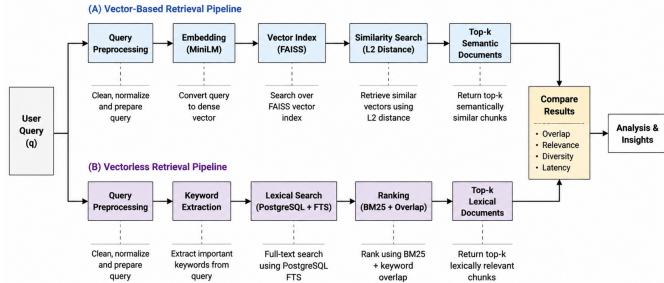 (A) Vector-Based Retrieval Pipeline
Query
Preprocessing
Embedding
(MiniLM)
Vector Index
(FAISS)
Similarity Search
(L2 Distance)
Top-k
Semantic
Documents
Clean, normalize
and prepare
query
Convert query
to dense
vector
Search over
FAISS vector
index
Retrieve similar
vectors using
L2 distance
Return top-k
semantically
similar chunks
User
Query
(q)
Compare
Results
• Overlap
• Relevance
• Diversity
• Latency
Analysis &
Insights
(B) Vectorless Retrieval Pipeline
Query
Preprocessing
Keyword
Extraction
Lexical Search
(PostgreSQL + FTS)
Ranking
(BM25 + Overlap)
Top-k
Lexical
Documents
Clean, normalize
and prepare
query
Extract important
keywords from
query
Full-text search
using PostgreSQL
FTS
Rank using BM25
+ keyword
overlap
Return top-k
lexically relevant
chunks